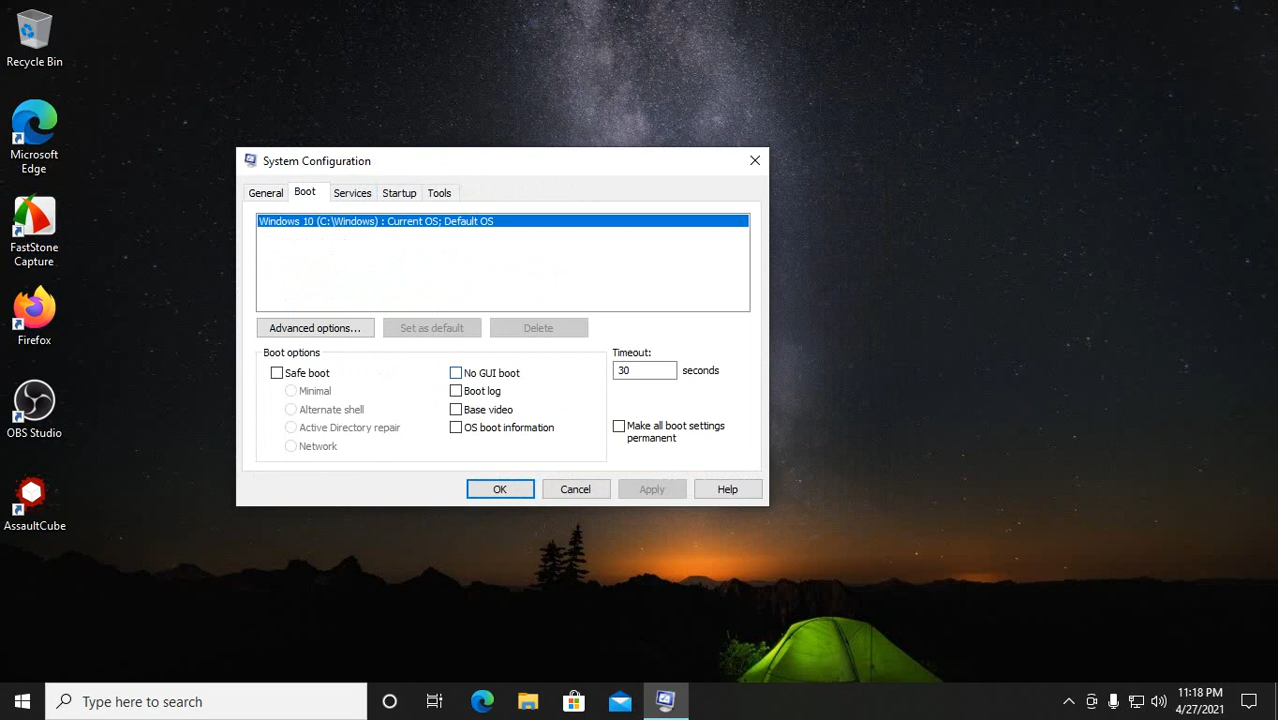 Recycle Bin
Microsoft
Edge
FastStone
Capture
Firefox
OBS Studio
AssaultCube
System Configuration
General Boot Services Startup Tools
Windows 10 (C:\Windows) : Current OS; Default OS
Advanced options... Set as default Delete
Boot options
Safe boot
Minimal
Alternate shell
Active Directory repair
Network
No GUI boot
Boot log
Base video
OS boot information
Timeout:
30 seconds
Make all boot settings
permanent
OK Cancel Apply Help
Type here to search
11:18 PM
4/27/2021